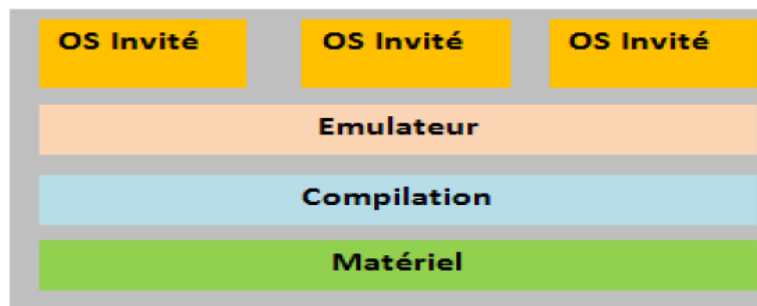 OS Invité OS Invité OS Invité
Emulateur
Compilation
Matériel